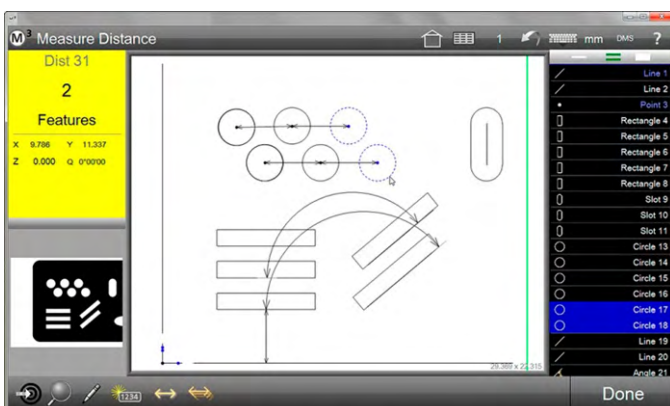 M³ Measure Distance
1
mm
DMS
?
Dist 31
2
Features
X 9.786 Y 11.337
Z 0.000 Q 0°00'00
29.369 x 22.315
Line 1
Line 2
Point 3
Rectangle 4
Rectangle 5
Rectangle 6
Rectangle 7
Rectangle 8
Slot 9
Slot 10
Slot 11
Circle 13
Circle 14
Circle 15
Circle 16
Circle 17
Circle 18
Line 19
Line 20
Angle 21
1234
Done